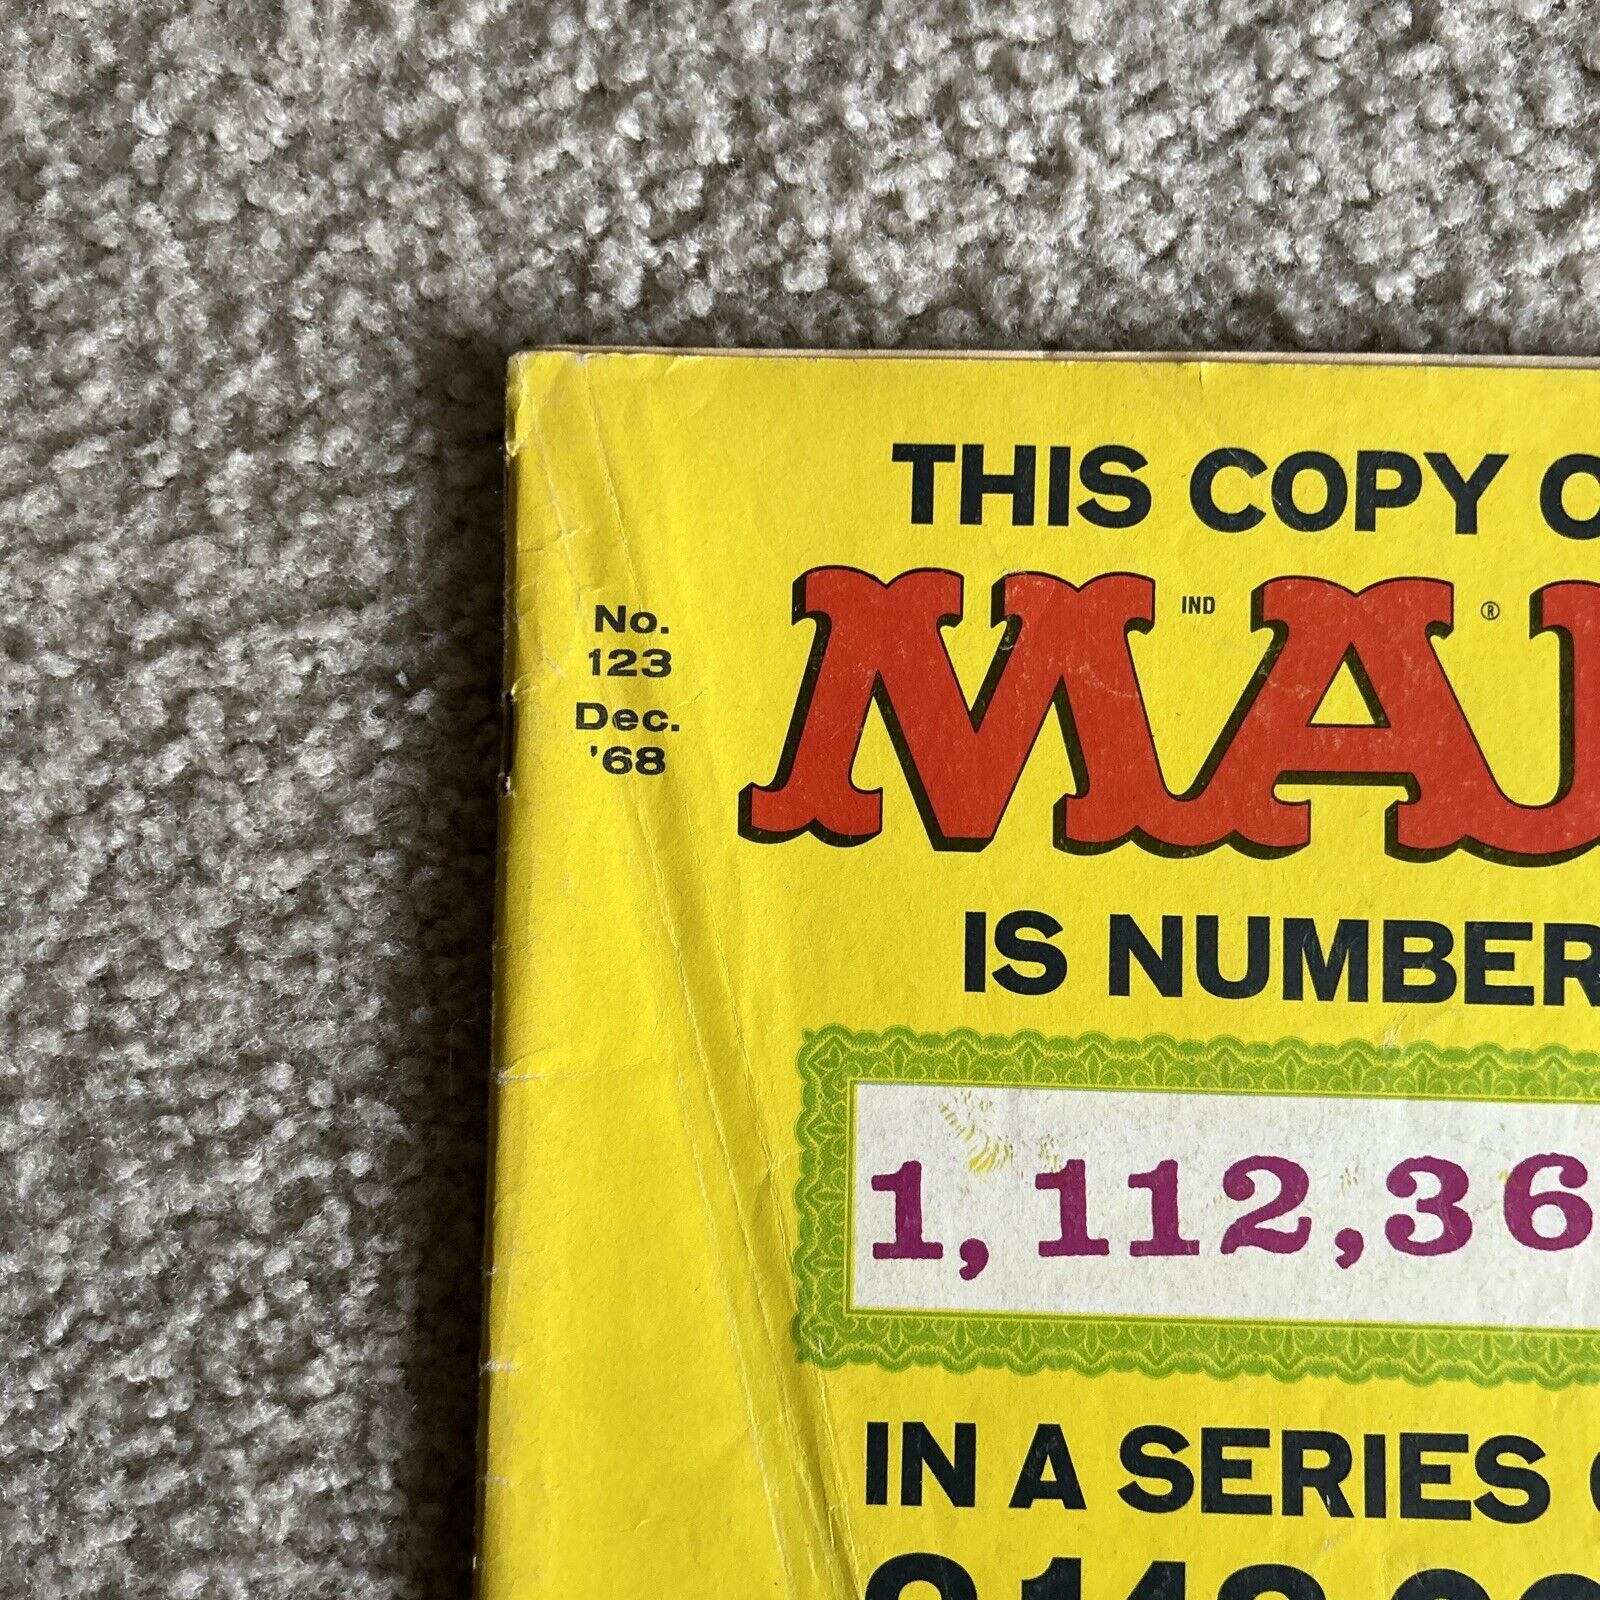 THIS COPY O
No.
123
Dec.
'68
IND ®
MA
IS NUMBER
1,112,36
IN A SERIES